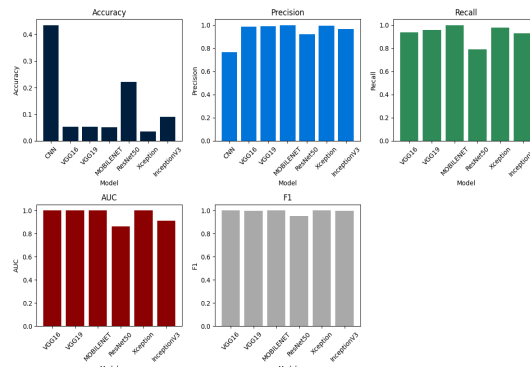 Accuracy
Accuracy
0.4
0.3
0.2
0.1
0.0
CNN
VGG16
VGG19
MOBILENET
ResNet50
Xception
InceptionV3
Model
Precision
Precision
1.0
0.8
0.6
0.4
0.2
0.0
CNN
VGG16
VGG19
MOBILENET
ResNet50
Xception
InceptionV3
Model
Recall
Recall
1.0
0.8
0.6
0.4
0.2
0.0
VGG16
VGG19
MOBILENET
ResNet50
Xception
InceptionV3
Model
AUC
AUC
1.0
0.8
0.6
0.4
0.2
0.0
VGG16
VGG19
MOBILENET
ResNet50
Xception
InceptionV3
F1
F1
1.0
0.8
0.6
0.4
0.2
0.0
VGG16
VGG19
MOBILENET
ResNet50
Xception
InceptionV3